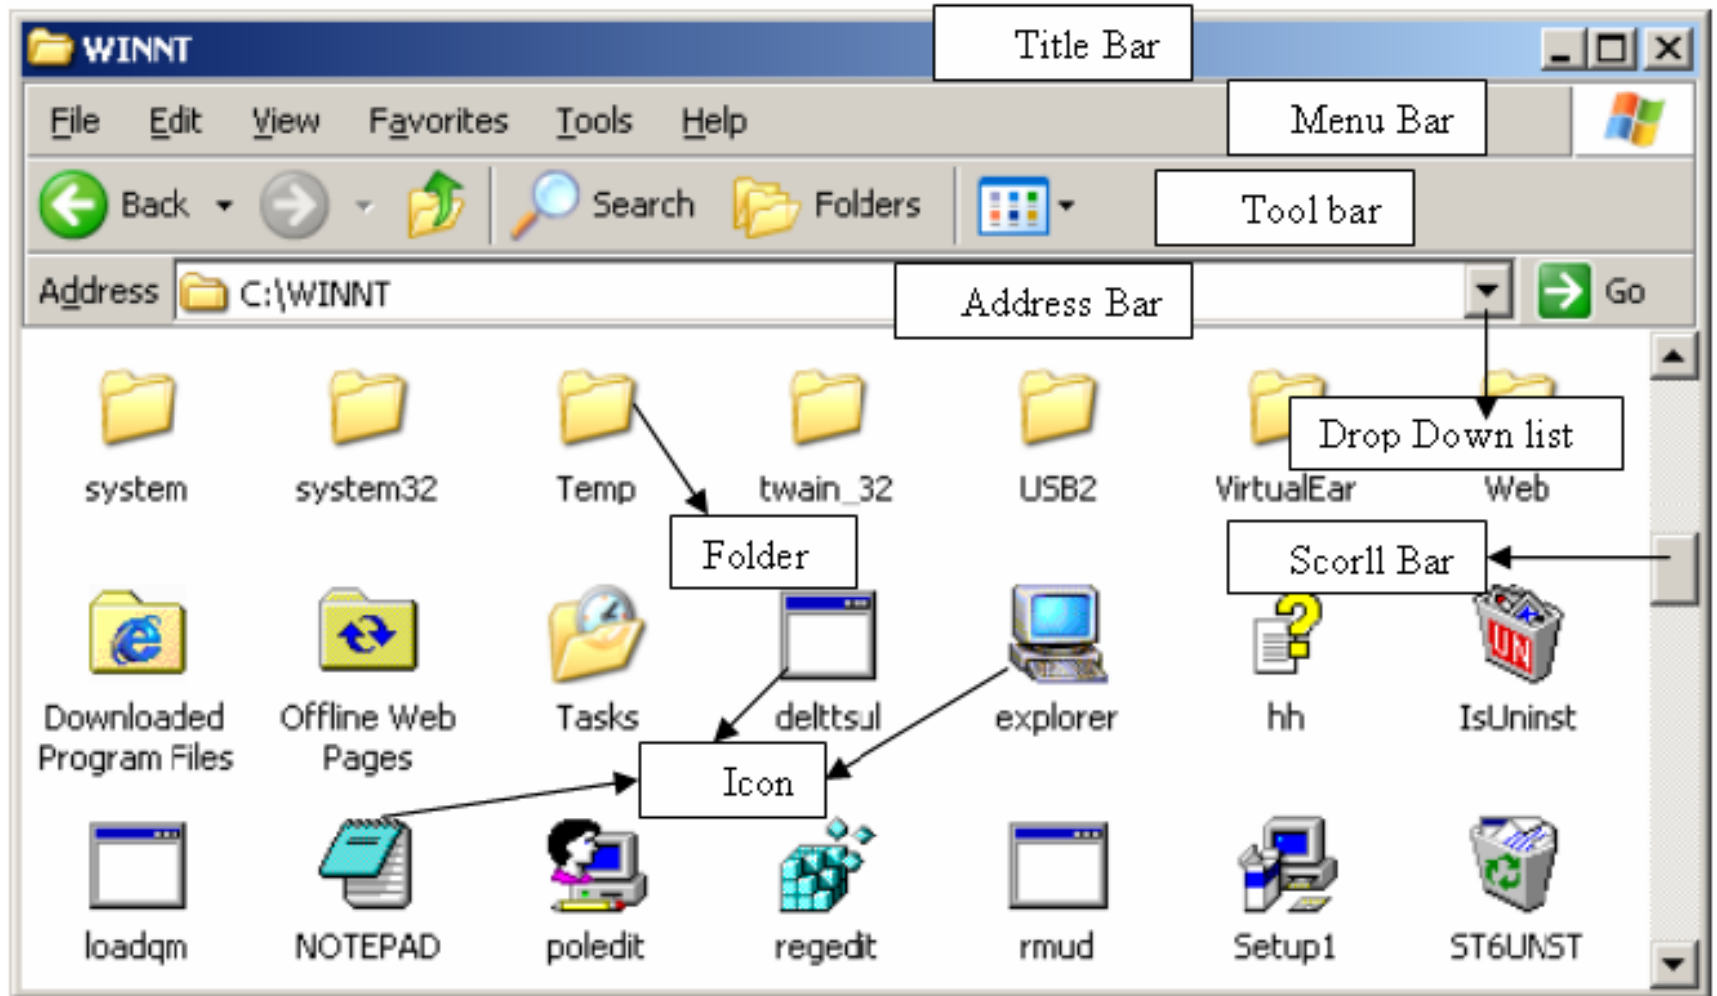 WINNT
Title Bar
File Edit View Favorites Tools Help
Menu Bar
Back Search Folders
Tool bar
Address C:\WINNT
Address Bar
Go
Drop Down list
system system32 Temp twain_32 USB2 VirtualEar Web
Folder
Scorll Bar
UN
Downloaded Program Files
Offline Web Pages
Tasks delttsul explorer hh IsUninst
Icon
loadqm NOTEPAD poledit regedit rmud Setup1 ST6UNST